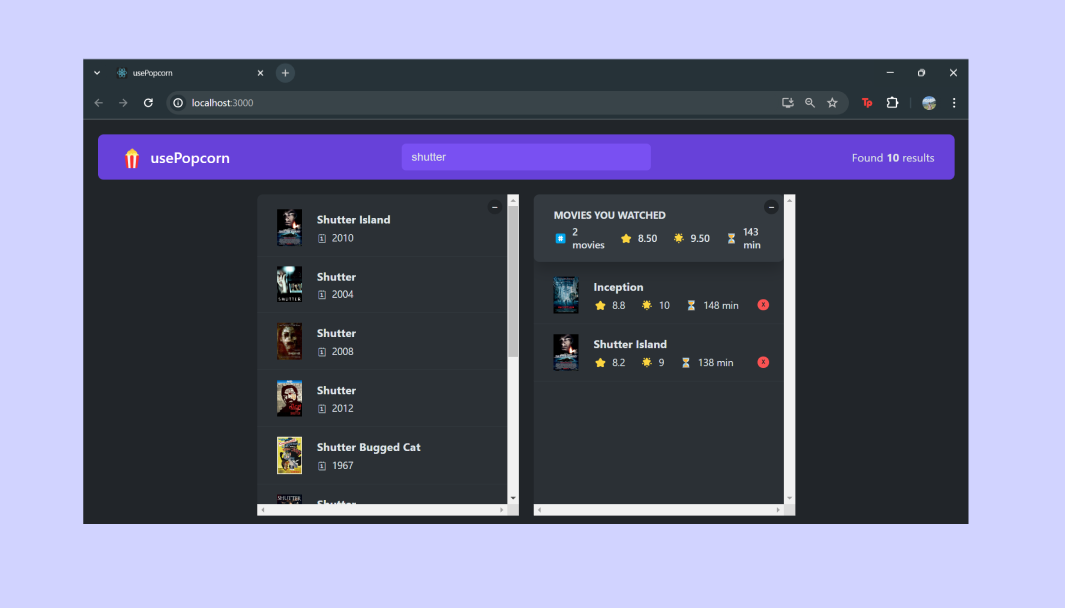 usePopcorn
localhost:3000
usePopcorn
shutter
Found 10 results
Shutter Island
2010
Shutter
2004
Shutter
2008
Shutter
2012
Shutter Bugged Cat
1967
SHUTTER
Shutter
MOVIES YOU WATCHED
2 movies
8.50
9.50
143 min
Inception
8.8
10
148 min
Shutter Island
8.2
9
138 min